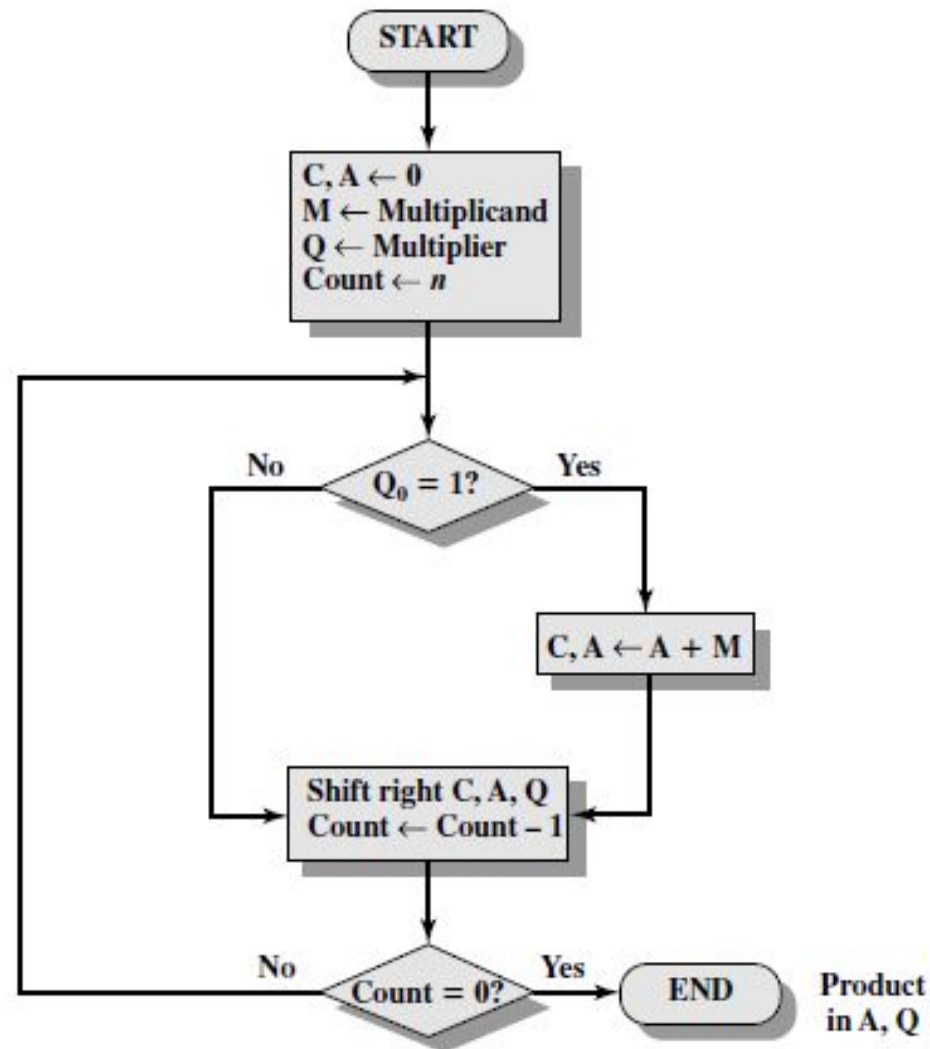 START
C, A ← 0
M ← Multiplicand
Q ← Multiplier
Count ← n
No
Q₀ = 1?
Yes
C, A ← A + M
Shift right C, A, Q
Count ← Count – 1
No
Count = 0?
Yes
END
Product
in A, Q